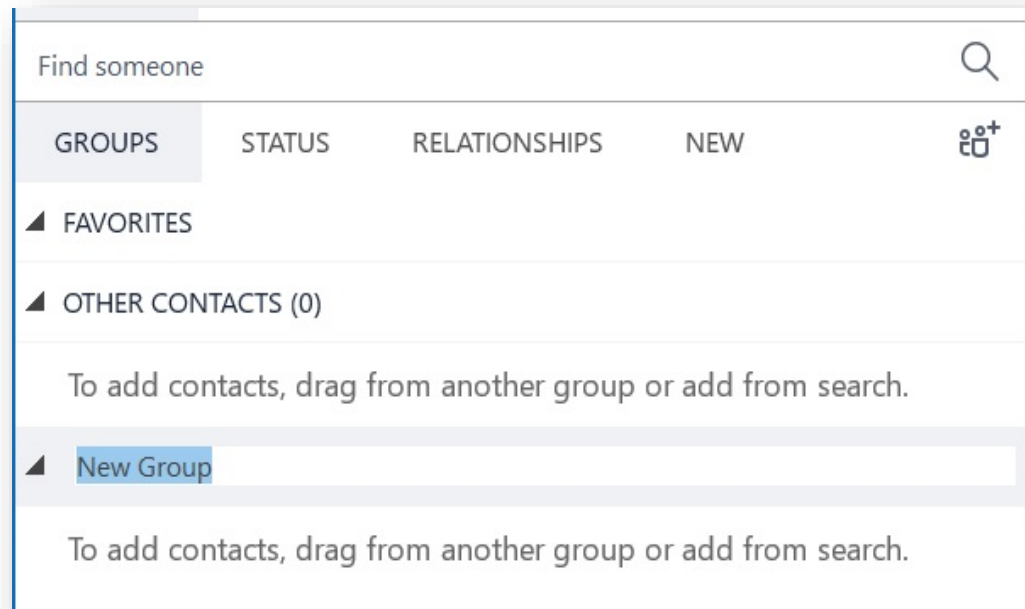 Find someone
GROUPS STATUS RELATIONSHIPS NEW
FAVORITES
OTHER CONTACTS (0)
To add contacts, drag from another group or add from search.
New Group
To add contacts, drag from another group or add from search.